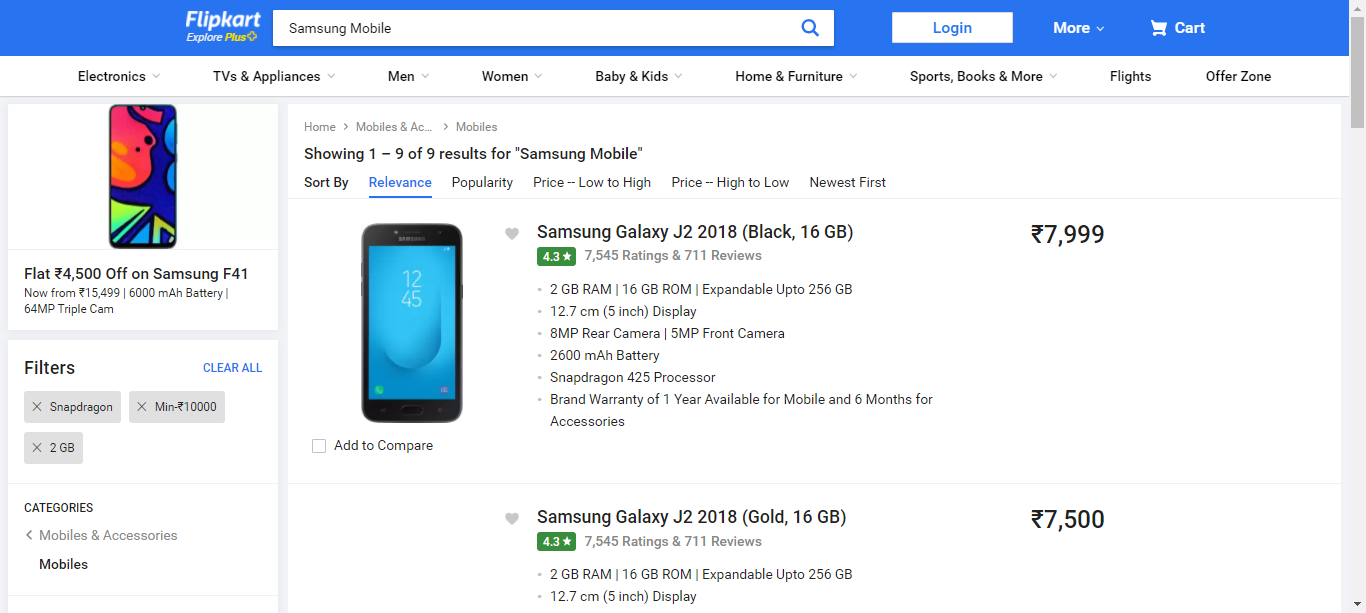 Flipkart
Explore Plus
Samsung Mobile
Login
More
Cart
Electronics
TVs & Appliances
Men
Women
Baby & Kids
Home & Furniture
Sports, Books & More
Flights
Offer Zone
Flat ₹4,500 Off on Samsung F41
Now from ₹15,499 | 6000 mAh Battery |
64MP Triple Cam
Filters
CLEAR ALL
Snapdragon
Min-₹10000
2 GB
CATEGORIES
Mobiles & Accessories
Mobiles
Home
Mobiles & Ac...
Mobiles
Showing 1 – 9 of 9 results for "Samsung Mobile"
Sort By
Relevance
Popularity
Price -- Low to High
Price -- High to Low
Newest First
SAMSUNG
12
45
Add to Compare
Samsung Galaxy J2 2018 (Black, 16 GB)
4.3
7,545 Ratings & 711 Reviews
2 GB RAM | 16 GB ROM | Expandable Upto 256 GB
12.7 cm (5 inch) Display
8MP Rear Camera | 5MP Front Camera
2600 mAh Battery
Snapdragon 425 Processor
Brand Warranty of 1 Year Available for Mobile and 6 Months for
Accessories
₹7,999
Samsung Galaxy J2 2018 (Gold, 16 GB)
4.3
7,545 Ratings & 711 Reviews
2 GB RAM | 16 GB ROM | Expandable Upto 256 GB
12.7 cm (5 inch) Display
₹7,500